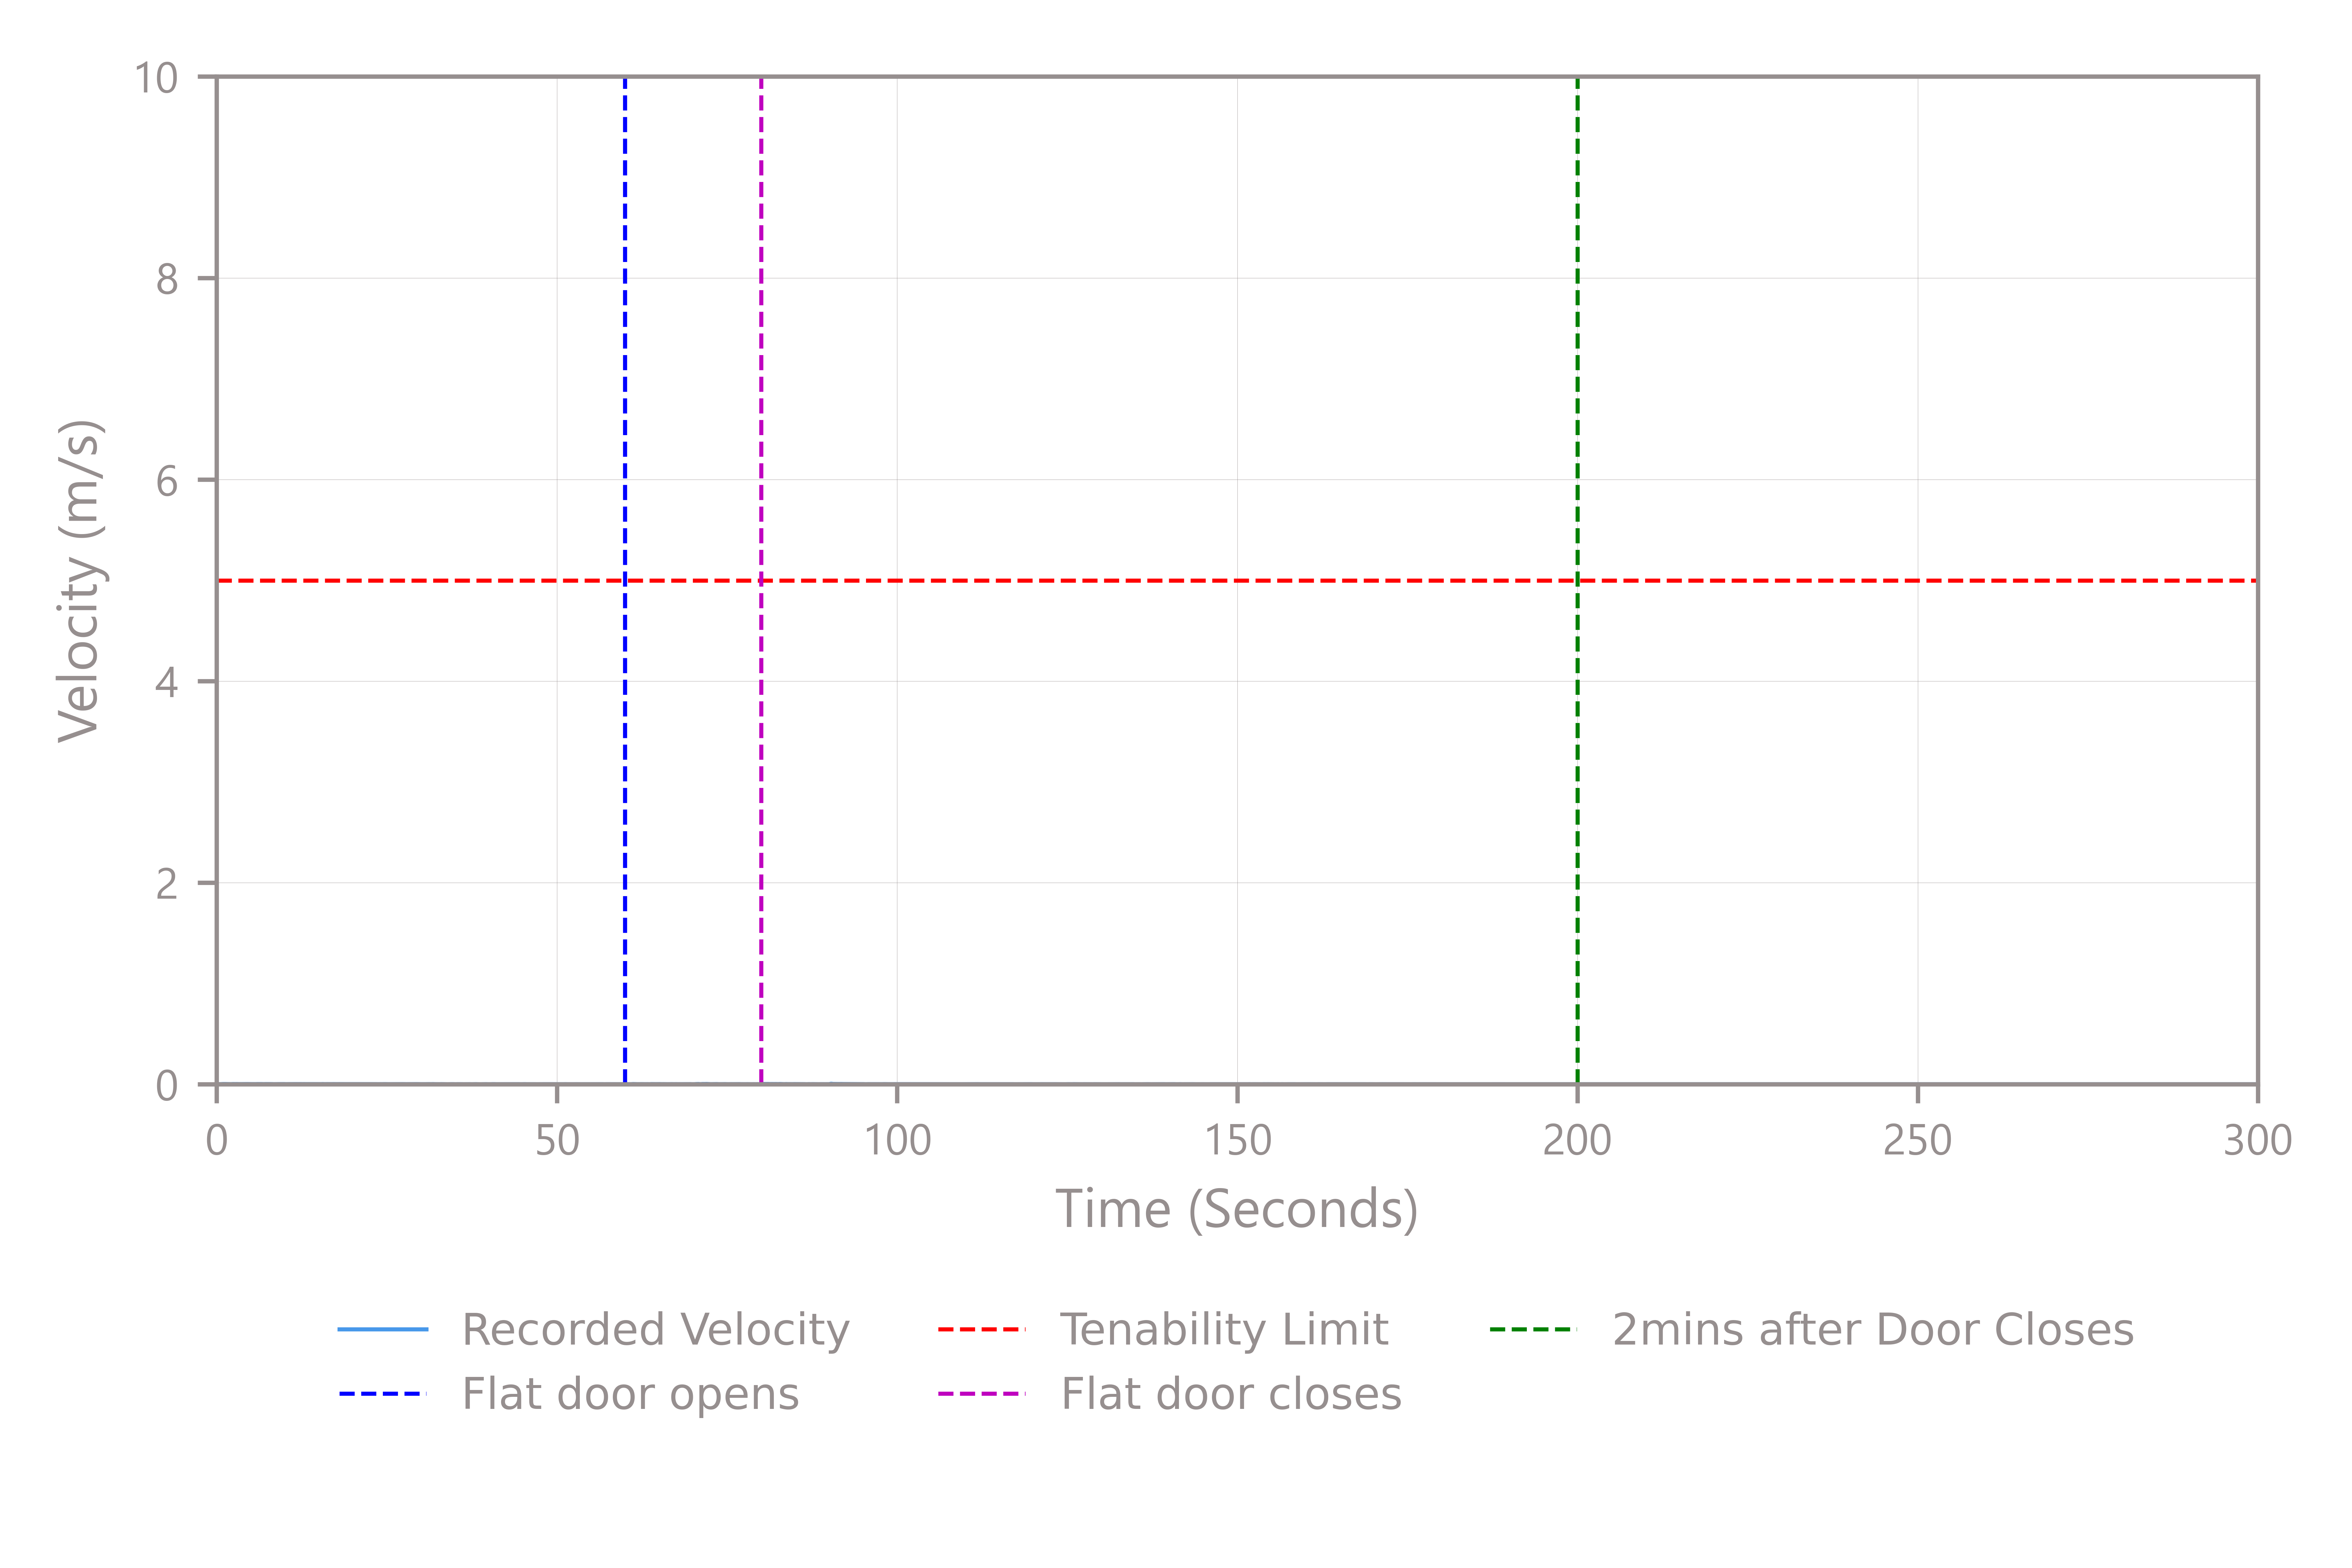 10
8
6
4
2
0
Velocity (m/s)
0 50 100 150 200 250 300
Time (Seconds)
Recorded Velocity Tenability Limit 2mins after Door Closes
Flat door opens Flat door closes